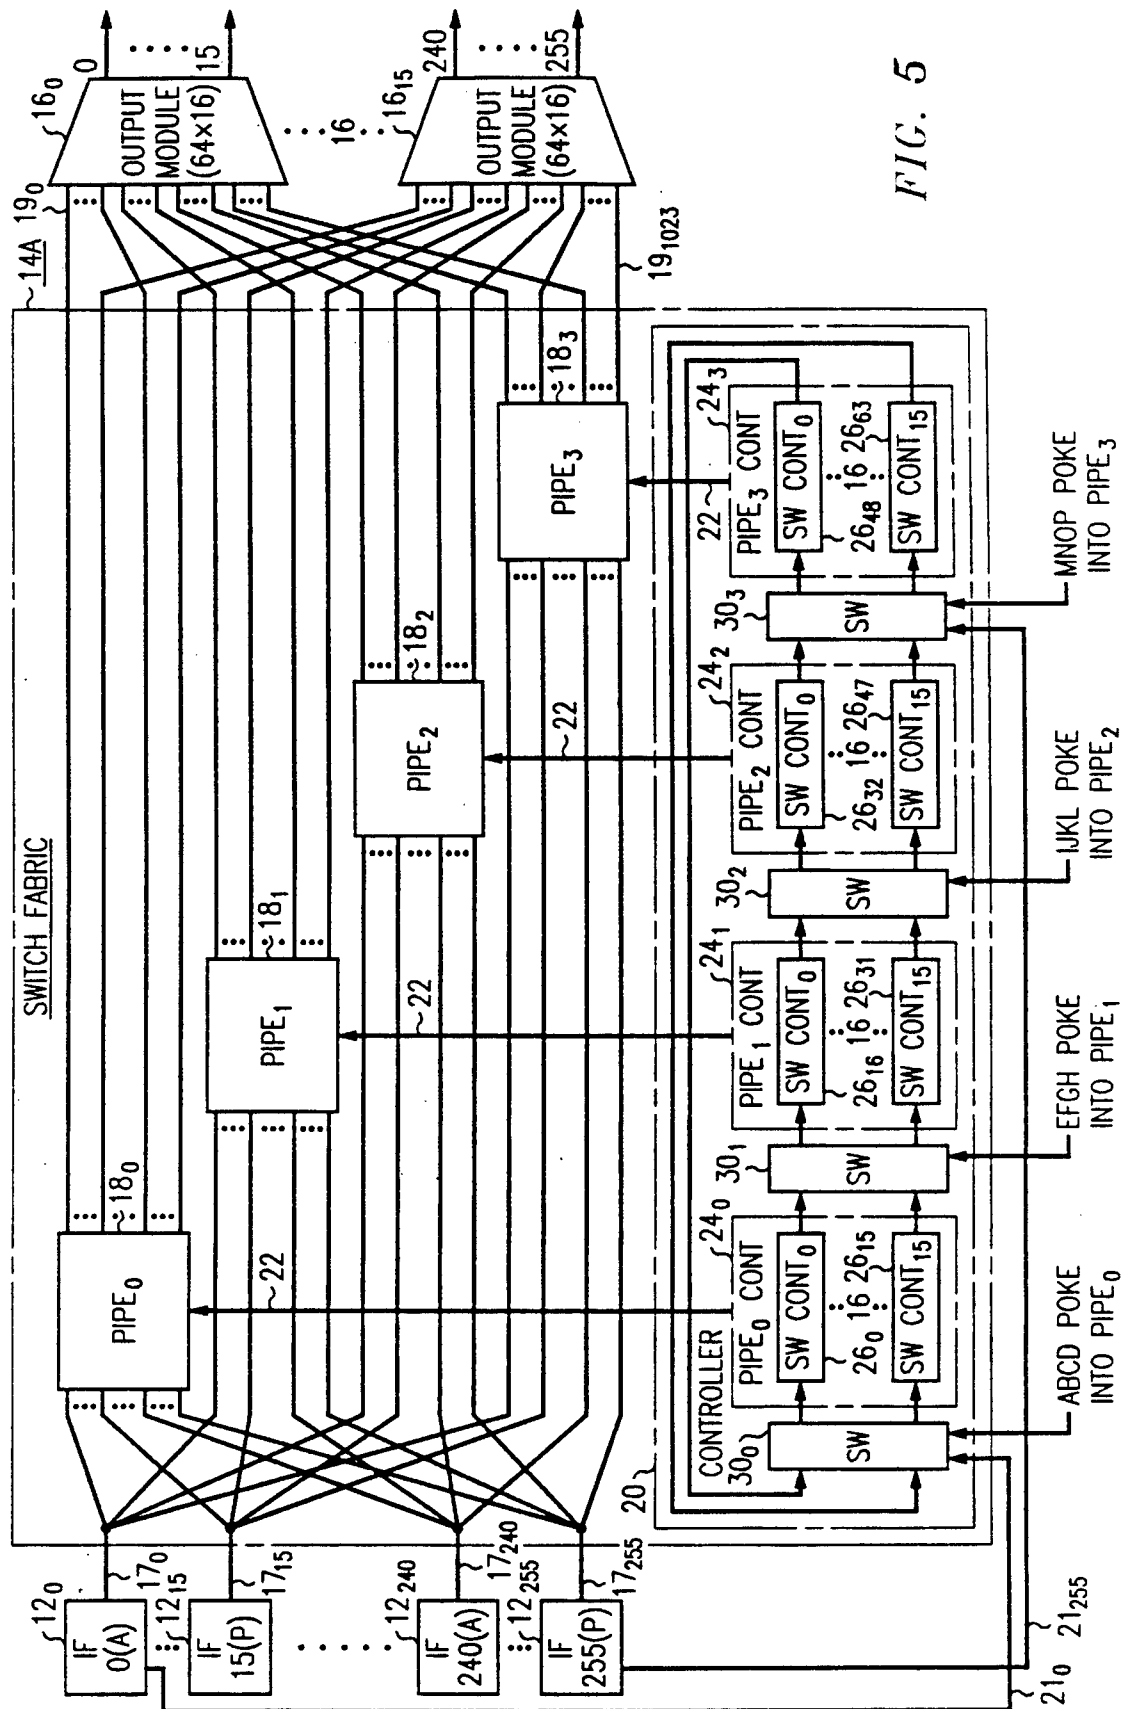 SWITCH FABRIC
14A
12₀
IF
0(A)
12₁₅
IF
15(P)
12₂₄₀
IF
240(A)
12₂₅₅
IF
255(P)
17₀
17₁₅
17₂₄₀
17₂₅₅
PIPE₀
18₀
PIPE₁
18₁
PIPE₂
18₂
PIPE₃
18₃
22
22
22
22
19₀
19₁₀₂₃
16₀
OUTPUT
MODULE
(64×16)
0
15
16
16₁₅
OUTPUT
MODULE
(64×16)
240
255
20
CONTROLLER
30₀
SW
PIPE₀ CONT
24₀
SW CONT₀
26₀
16
26₁₅
SW CONT₁₅
30₁
SW
PIPE₁ CONT
24₁
SW CONT₀
26₁₆
16
26₃₁
SW CONT₁₅
30₂
SW
PIPE₂ CONT
24₂
SW CONT₀
26₃₂
16
26₄₇
SW CONT₁₅
30₃
SW
PIPE₃ CONT
24₃
SW CONT₀
26₄₈
16
26₆₃
SW CONT₁₅
21₀
21₂₅₅
ABCD POKE
INTO PIPE₀
EFGH POKE
INTO PIPE₁
IJKL POKE
INTO PIPE₂
MNOP POKE
INTO PIPE₃
FIG. 5